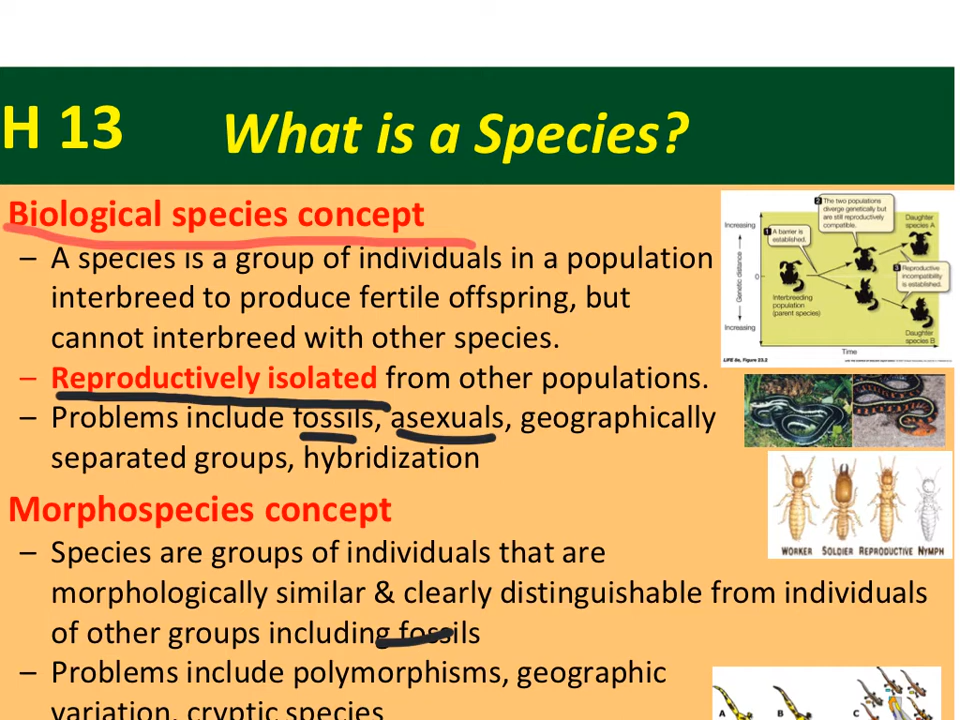 H 13
What is a Species?
Biological species concept
– A species is a group of individuals in a population
interbreed to produce fertile offspring, but
cannot interbreed with other species.
– Reproductively isolated from other populations.
– Problems include fossils, asexuals, geographically
separated groups, hybridization
Morphospecies concept
– Species are groups of individuals that are
morphologically similar & clearly distinguishable from individuals
of other groups including fossils
– Problems include polymorphisms, geographic
variation, cryptic species
2 The two populations
diverge genetically but
are still reproductively
compatible.
Daughter
species A
Increasing
1 A barrier is
established.
Genetic distance
0
3 Reproductive
incompatibility
is established.
Interbreeding
population
(parent species)
Increasing
Daughter
species B
Time
LIFE 8e, Figure 23.2
WORKER SOLDIER REPRODUCTIVE NYMPH
A B C